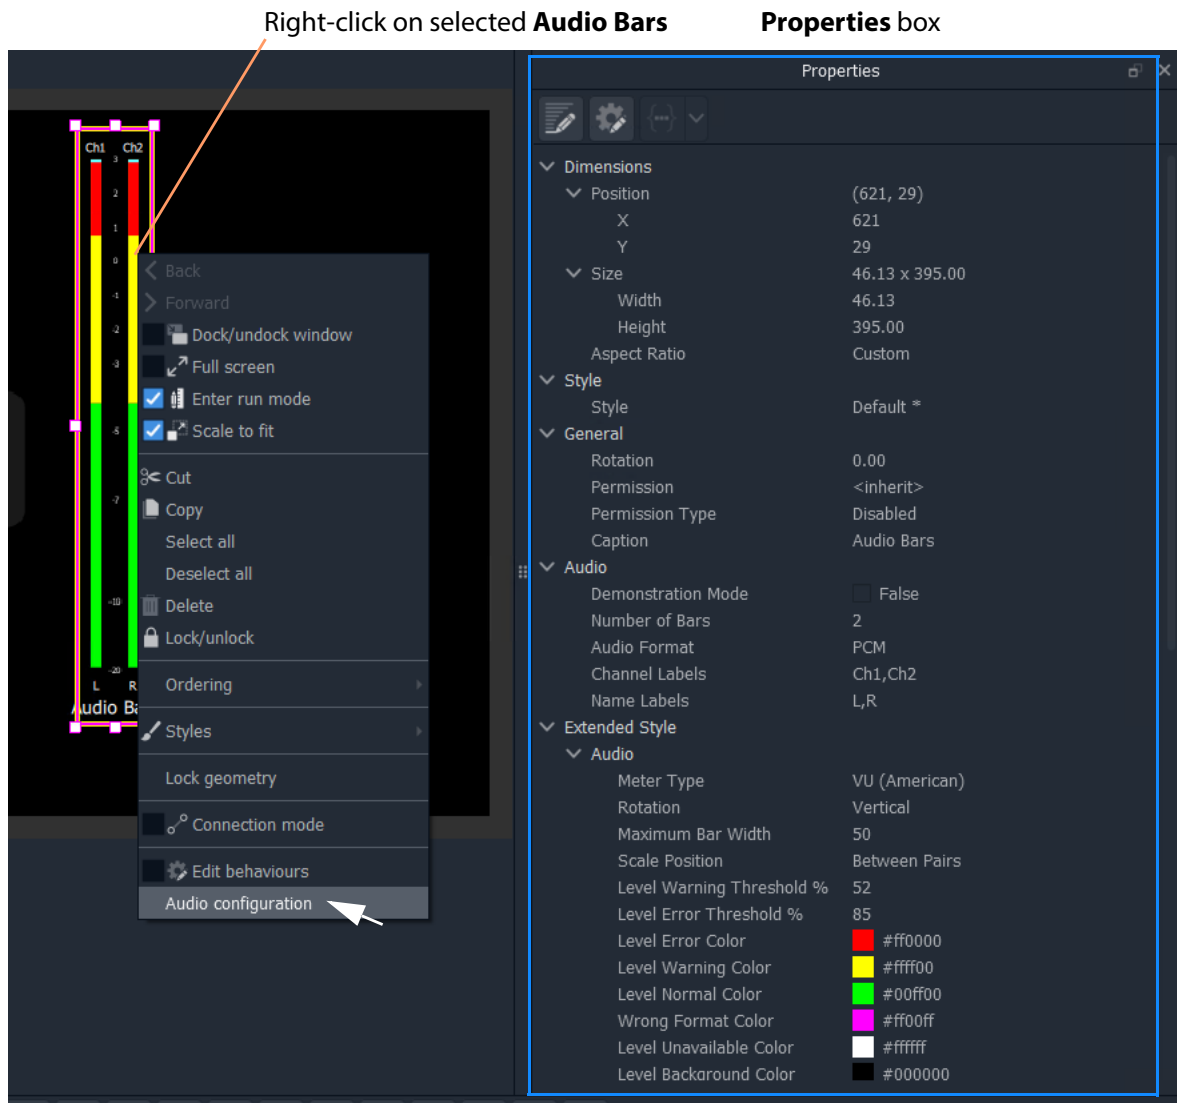 Right-click on selected Audio Bars
Properties box
Ch1 Ch2
3
2
1
0
-1
-2
-3
-5
-7
-10
-20
L R
Audio Ba
Back
Forward
Dock/undock window
Full screen
Enter run mode
Scale to fit
Cut
Copy
Select all
Deselect all
Delete
Lock/unlock
Ordering
Styles
Lock geometry
Connection mode
Edit behaviours
Audio configuration
Properties
Dimensions
Position (621, 29)
X 621
Y 29
Size 46.13 x 395.00
Width 46.13
Height 395.00
Aspect Ratio Custom
Style
Style Default *
General
Rotation 0.00
Permission <inherit>
Permission Type Disabled
Caption Audio Bars
Audio
Demonstration Mode False
Number of Bars 2
Audio Format PCM
Channel Labels Ch1,Ch2
Name Labels L,R
Extended Style
Audio
Meter Type VU (American)
Rotation Vertical
Maximum Bar Width 50
Scale Position Between Pairs
Level Warning Threshold % 52
Level Error Threshold % 85
Level Error Color #ff0000
Level Warning Color #ffff00
Level Normal Color #00ff00
Wrong Format Color #ff00ff
Level Unavailable Color #ffffff
Level Background Color #000000